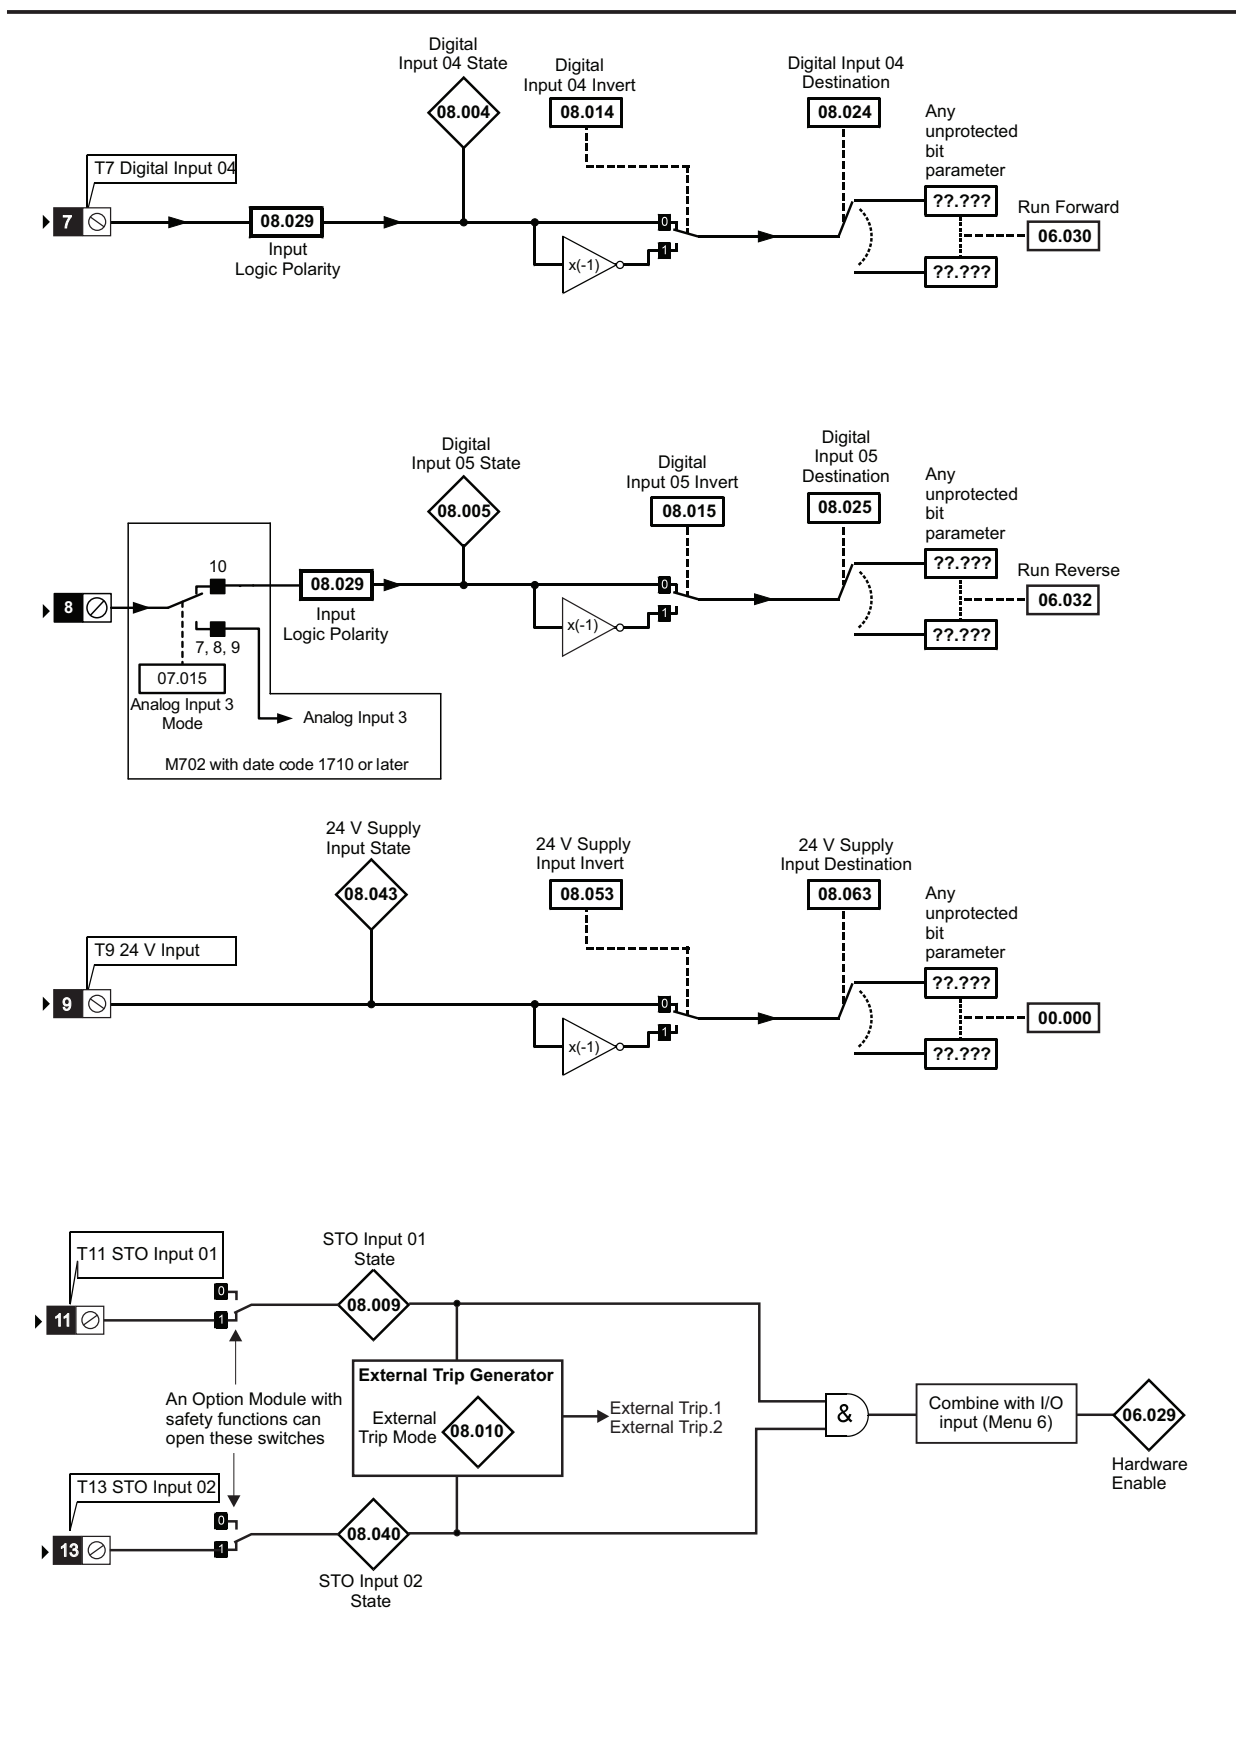 Digital
Input 04 State
08.004
Digital
Input 04 Invert
08.014
Digital Input 04
Destination
08.024
Any
unprotected
bit
parameter
T7 Digital Input 04
7
08.029
Input
Logic Polarity
x(-1)
0
1
??.???
??.???
Run Forward
06.030
Digital
Input 05 State
08.005
Digital
Input 05 Invert
08.015
Digital
Input 05
Destination
08.025
Any
unprotected
bit
parameter
8
10
7, 8, 9
07.015
Analog Input 3
Mode
Analog Input 3
M702 with date code 1710 or later
08.029
Input
Logic Polarity
x(-1)
0
1
??.???
??.???
Run Reverse
06.032
24 V Supply
Input State
08.043
24 V Supply
Input Invert
08.053
24 V Supply
Input Destination
08.063
Any
unprotected
bit
parameter
T9 24 V Input
9
x(-1)
0
1
??.???
??.???
00.000
T11 STO Input 01
11
0
1
STO Input 01
State
08.009
An Option Module with
safety functions can
open these switches
External Trip Generator
External
Trip Mode
08.010
External Trip.1
External Trip.2
&
Combine with I/O
input (Menu 6)
06.029
Hardware
Enable
T13 STO Input 02
13
0
1
08.040
STO Input 02
State